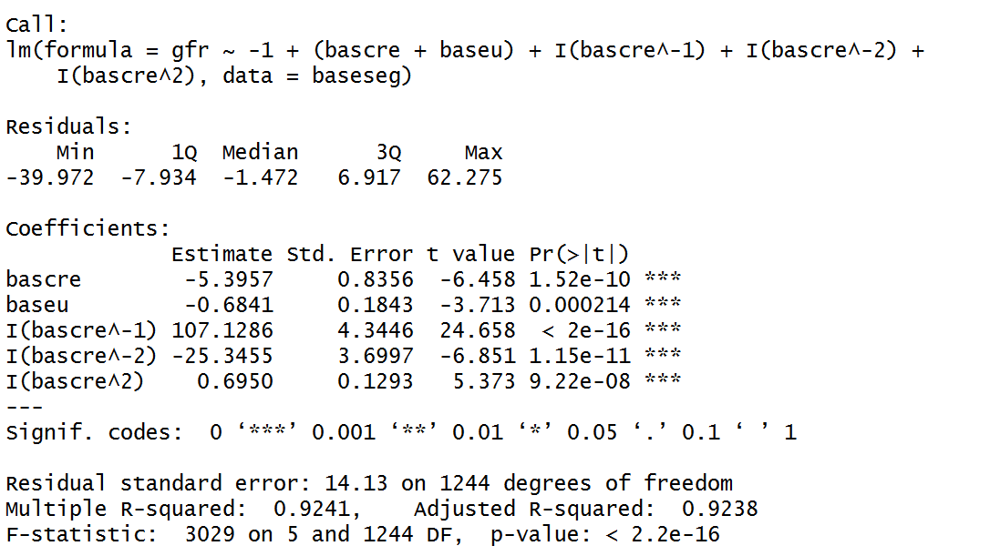 Call:
lm(formula = gfr ~ -1 + (bascre + baseu) + I(bascre^-1) + I(bascre^-2) +
    I(bascre^2), data = baseseg)

Residuals:
    Min      1Q  Median      3Q     Max
-39.972  -7.934  -1.472   6.917  62.275

Coefficients:
             Estimate Std. Error t value Pr(>|t|)
bascre        -5.3957     0.8356  -6.458 1.52e-10 ***
baseu         -0.6841     0.1843  -3.713 0.000214 ***
I(bascre^-1) 107.1286     4.3446  24.658  < 2e-16 ***
I(bascre^-2) -25.3455     3.6997  -6.851 1.15e-11 ***
I(bascre^2)    0.6950     0.1293   5.373 9.22e-08 ***
---
Signif. codes:  0 ‘***’ 0.001 ‘**’ 0.01 ‘*’ 0.05 ‘.’ 0.1 ‘ ’ 1

Residual standard error: 14.13 on 1244 degrees of freedom
Multiple R-squared:  0.9241,    Adjusted R-squared:  0.9238
F-statistic:  3029 on 5 and 1244 DF,  p-value: < 2.2e-16